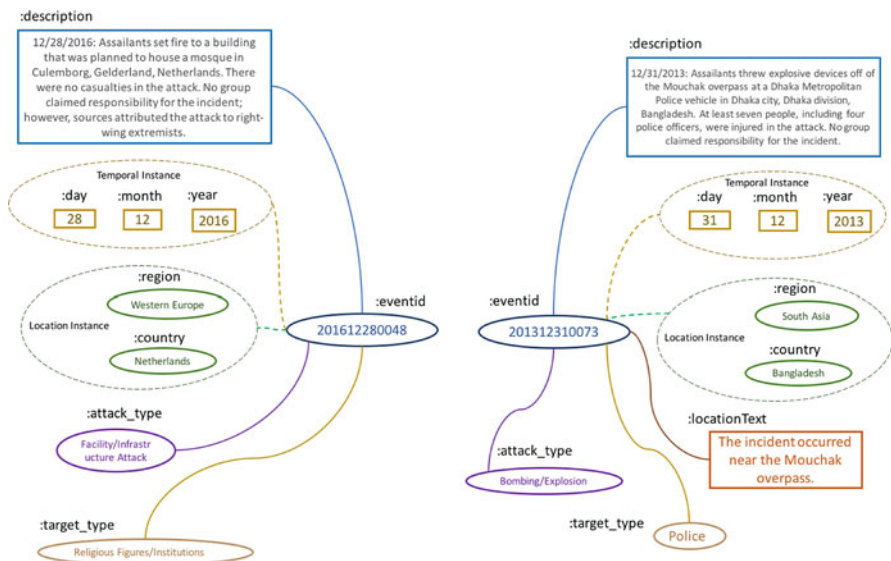 :description
12/28/2016: Assailants set fire to a building
that was planned to house a mosque in
Culemborg, Gelderland, Netherlands. There
were no casualties in the attack. No group
claimed responsibility for the incident;
however, sources attributed the attack to right-
wing extremists.
Temporal Instance
:day :month :year
28 12 2016
:region
Western Europe
Location Instance
:country
Netherlands
:eventid
201612280048
:attack_type
Facility/Infrastr
ucture Attack
:target_type
Religious Figures/Institutions
:description
12/31/2013: Assailants threw explosive devices off of
the Mouchak overpass at a Dhaka Metropolitan
Police vehicle in Dhaka city, Dhaka division,
Bangladesh. At least seven people, including four
police officers, were injured in the attack. No group
claimed responsibility for the incident.
Temporal Instance
:day :month :year
31 12 2013
:eventid
201312310073
:region
South Asia
Location Instance
:country
Bangladesh
:locationText
The incident occurred
near the Mouchak
overpass.
:attack_type
Bombing/Explosion
:target_type
Police